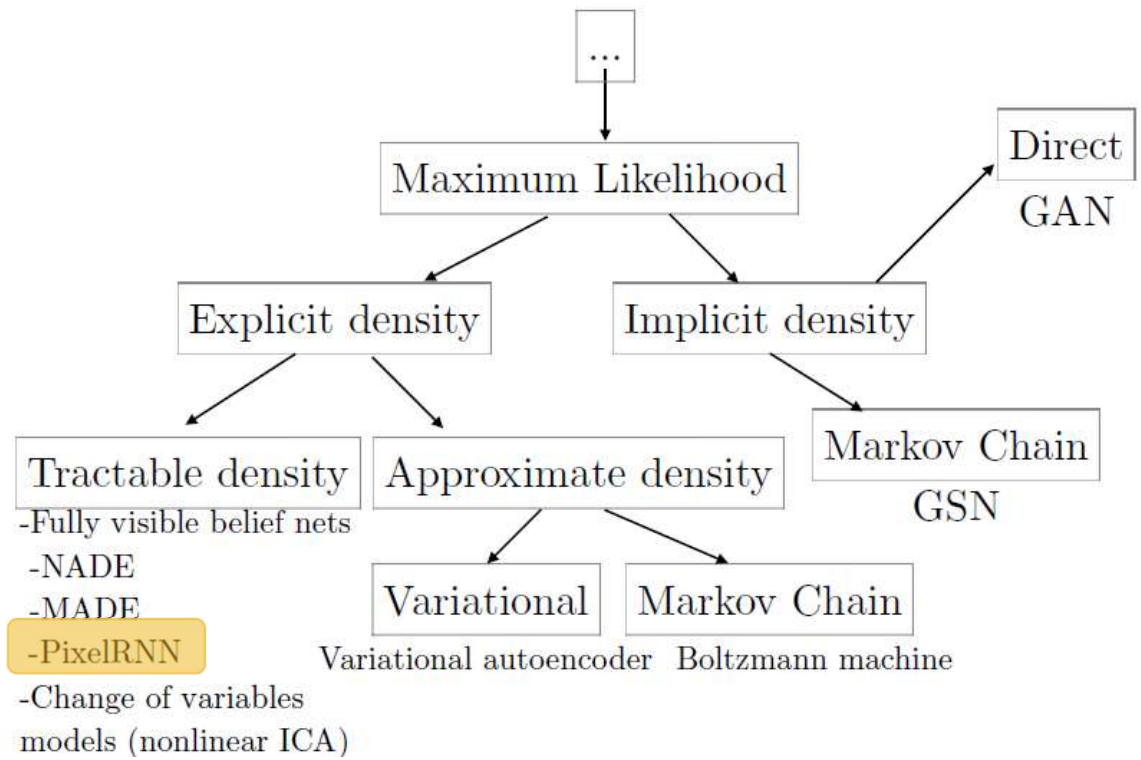 ...
Maximum Likelihood
Direct
GAN
Explicit density
Implicit density
Tractable density
-Fully visible belief nets
-NADE
-MADE
-PixelRNN
-Change of variables
models (nonlinear ICA)
Approximate density
Variational
Variational autoencoder
Markov Chain
Boltzmann machine
Markov Chain
GSN